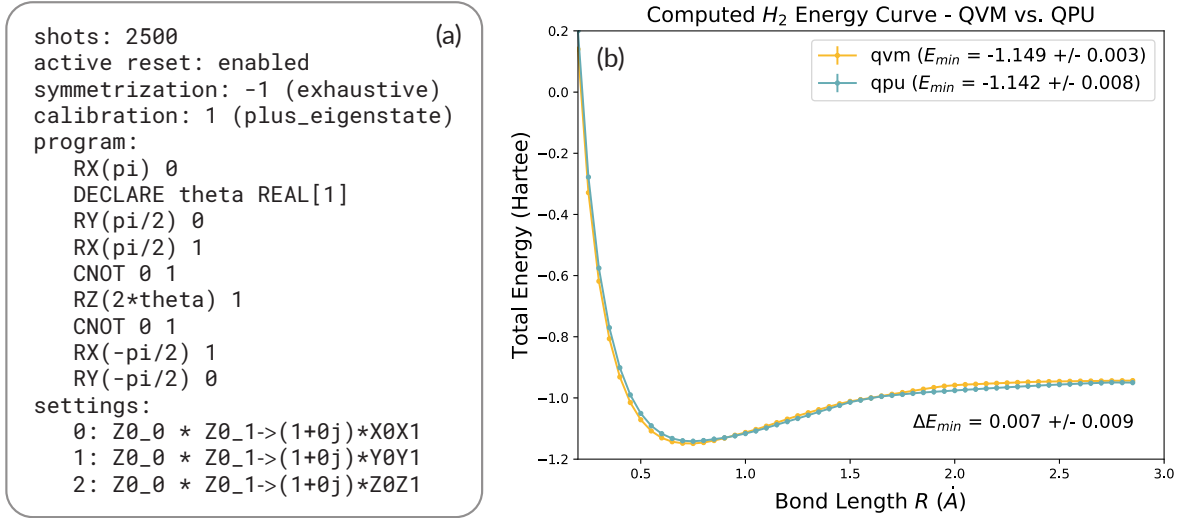 (a)
shots: 2500
active reset: enabled
symmetrization: -1 (exhaustive)
calibration: 1 (plus_eigenstate)
program:
RX(pi) 0
DECLARE theta REAL[1]
RY(pi/2) 0
RX(pi/2) 1
CNOT 0 1
RZ(2*theta) 1
CNOT 0 1
RX(-pi/2) 1
RY(-pi/2) 0
settings:
0: Z0_0 * Z0_1->(1+0j)*X0X1
1: Z0_0 * Z0_1->(1+0j)*Y0Y1
2: Z0_0 * Z0_1->(1+0j)*Z0Z1
Computed H2 Energy Curve - QVM vs. QPU
(b)
qvm (Emin = -1.149 +/- 0.003)
qpu (Emin = -1.142 +/- 0.008)
Total Energy (Hartee)
0.2
0.0
−0.2
−0.4
−0.6
−0.8
−1.0
−1.2
ΔEmin = 0.007 +/- 0.009
0.5 1.0 1.5 2.0 2.5 3.0
Bond Length R (Ȧ)